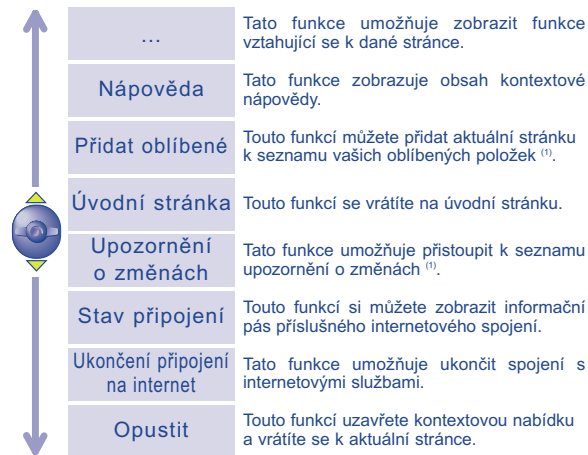 ...
Tato funkce umožňuje zobrazit funkce
vztahující se k dané stránce.
Nápověda
Tato funkce zobrazuje obsah kontextové
nápovědy.
Přidat oblíbené
Touto funkcí můžete přidat aktuální stránku
k seznamu vašich oblíbených položek (1).
Úvodní stránka
Touto funkcí se vrátíte na úvodní stránku.
Upozornění
o změnách
Tato funkce umožňuje přistoupit k seznamu
upozornění o změnách (1).
Stav připojení
Touto funkcí si můžete zobrazit informační
pás příslušného internetového spojení.
Ukončení připojení
na internet
Tato funkce umožňuje ukončit spojení s
internetovými službami.
Opustit
Touto funkcí uzavřete kontextovou nabídku
a vrátíte se k aktuální stránce.